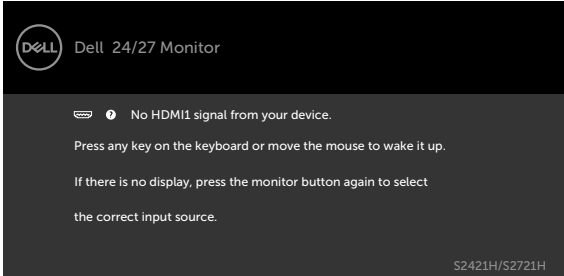 DELL
Dell 24/27 Monitor
? No HDMI1 signal from your device.
Press any key on the keyboard or move the mouse to wake it up.
If there is no display, press the monitor button again to select
the correct input source.
S2421H/S2721H